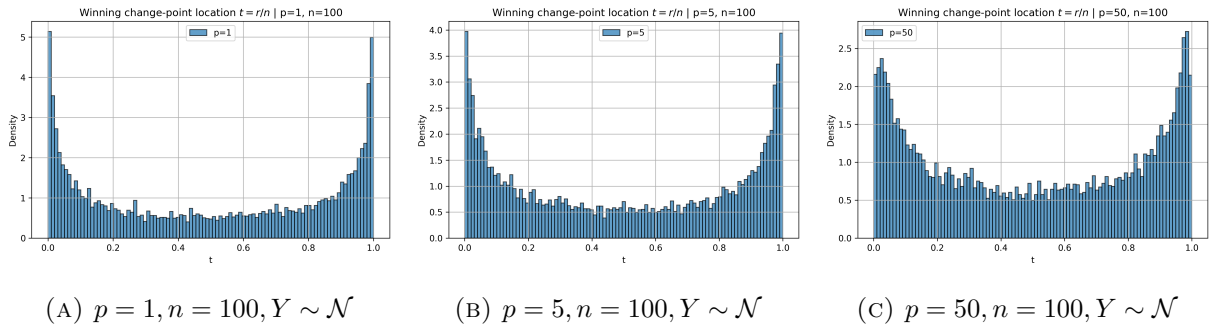 Winning change-point location t = r/n | p=1, n=100
p=1
Density
5
4
3
2
1
0
0.0 0.2 0.4 0.6 0.8 1.0
t
(A) p = 1, n = 100, Y ∼ 𝒩
Winning change-point location t = r/n | p=5, n=100
p=5
Density
4.0
3.5
3.0
2.5
2.0
1.5
1.0
0.5
0.0
0.0 0.2 0.4 0.6 0.8 1.0
t
(B) p = 5, n = 100, Y ∼ 𝒩
Winning change-point location t = r/n | p=50, n=100
p=50
Density
2.5
2.0
1.5
1.0
0.5
0.0
0.0 0.2 0.4 0.6 0.8 1.0
t
(C) p = 50, n = 100, Y ∼ 𝒩